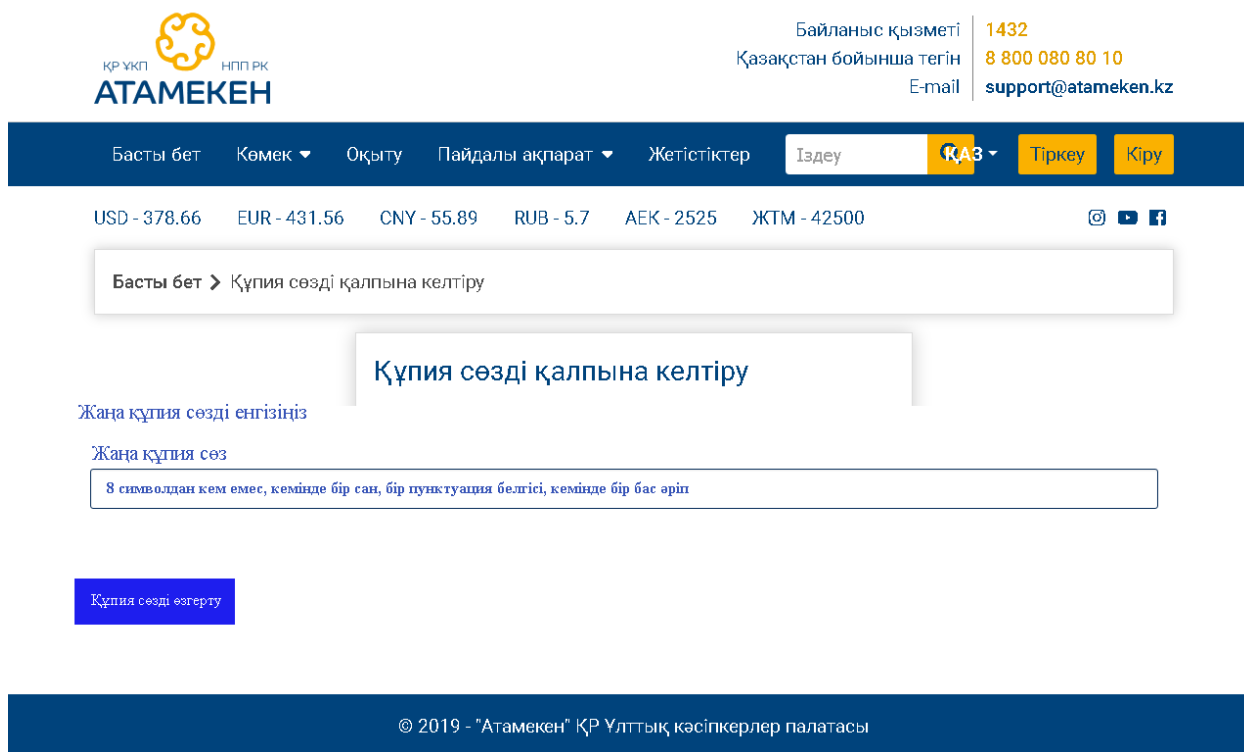 ҚР ҰКП НПП РК
АТАМЕКЕН
Байланыс қызметі 1432
Қазақстан бойынша тегін 8 800 080 80 10
E-mail support@atameken.kz
Басты бет Көмек Оқыту Пайдалы ақпарат Жетістіктер Іздеу ҚАЗ Тіркеу Кіру
USD - 378.66 EUR - 431.56 CNY - 55.89 RUB - 5.7 АЕК - 2525 ЖТМ - 42500
Басты бет Құпия сөзді қалпына келтіру
Құпия сөзді қалпына келтіру
Жаңа құпия сөзді енгізіңіз
Жаңа құпия сөз
8 символдан кем емес, кемінде бір сан, бір пунктуация белгісі, кемінде бір бас әріп
Құпия сөзді өзгерту
© 2019 - "Атамекен" ҚР Ұлттық кәсіпкерлер палатасы